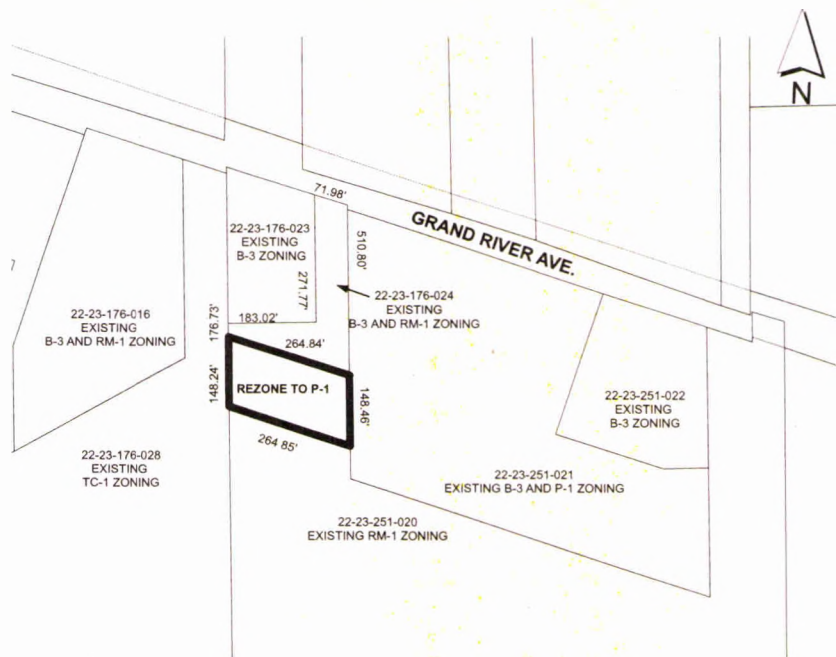 N
71.98'
GRAND RIVER AVE.
22-23-176-023
EXISTING
B-3 ZONING
510.80'
271.77'
22-23-176-024
EXISTING
B-3 AND RM-1 ZONING
22-23-176-016
EXISTING
B-3 AND RM-1 ZONING
176.73'
183.02'
264.84'
148.24'
REZONE TO P-1
148.46'
264.85'
22-23-251-022
EXISTING
B-3 ZONING
22-23-176-028
EXISTING
TC-1 ZONING
22-23-251-021
EXISTING B-3 AND P-1 ZONING
22-23-251-020
EXISTING RM-1 ZONING